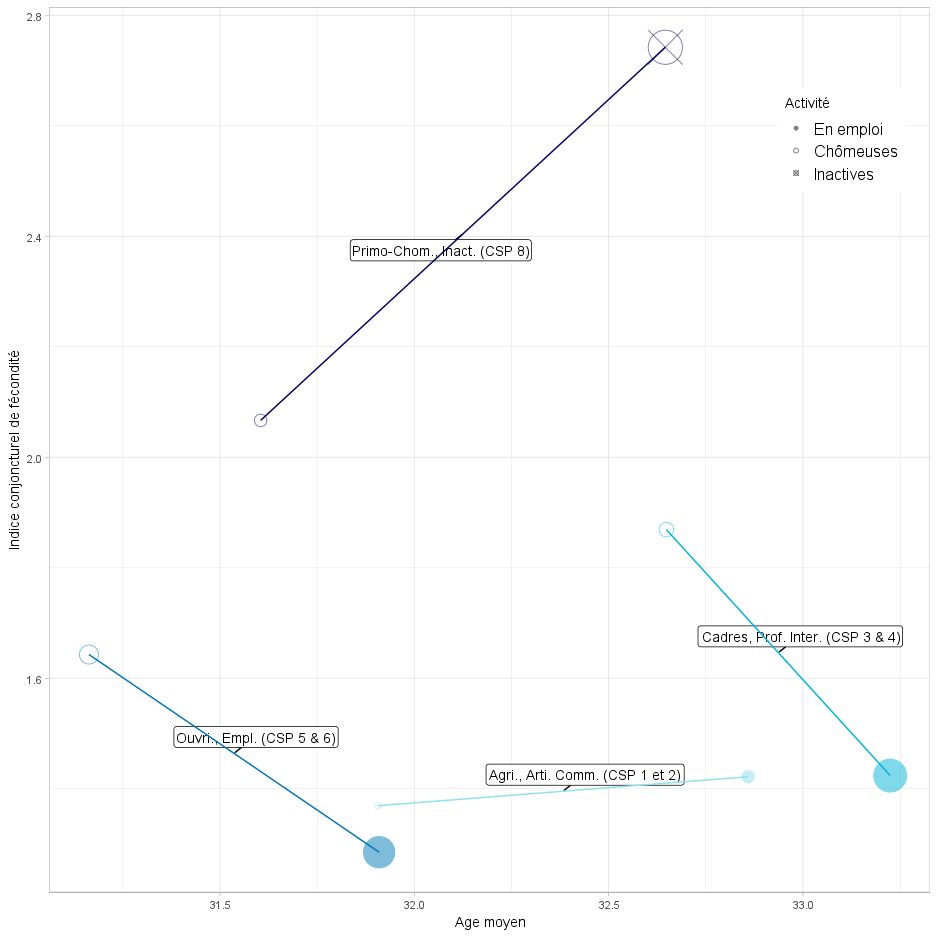 2.8
2.4
2.0
1.6
Indice conjoncturel de fécondité
Activité
En emploi
Chômeuses
Inactives
Primo-Chom., Inact. (CSP 8)
Cadres, Prof. Inter. (CSP 3 & 4)
Ouvri., Empl. (CSP 5 & 6)
Agri., Arti. Comm. (CSP 1 et 2)
31.5
32.0
32.5
33.0
Age moyen